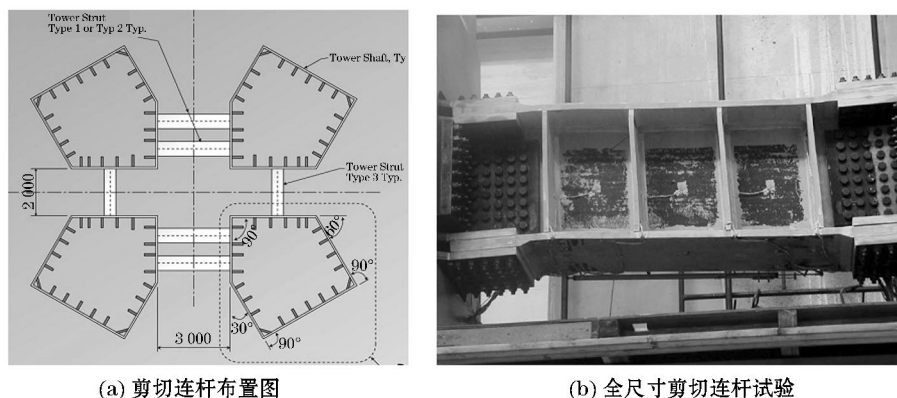 Tower Strut
Type 1 or Typ 2 Typ.
Tower Shaft, Ty
Tower Strut
Type 3 Typ.
2 000
90°
60°
90°
30°
3 000
90°
(a) 剪切连杆布置图
(b) 全尺寸剪切连杆试验